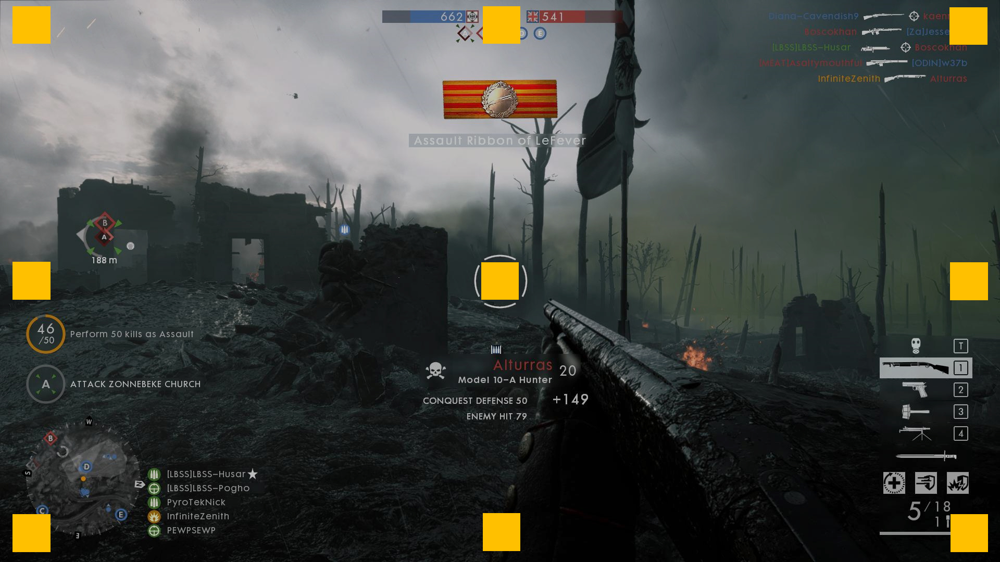 662 541
A D E
Diana-Cavendish9
Boscokhan [Za]Jesse
[LBSS]LBSS-Husar Boscokhan
[MEAT]Asaltymouthful [ODIN]w37b
InfiniteZenith Alturras
Assault Ribbon of LeFever
B
A
188 m
46
/50
Perform 50 kills as Assault
A
ATTACK ZONNEBEKE CHURCH
Alturras 20
Model 10-A Hunter
CONQUEST DEFENSE 50 +149
ENEMY HIT 79
T
1
2
3
4
5/18
1
W
B
D
S
N
C
E
E
[LBSS]LBSS-Husar
[LBSS]LBSS-Pogho
PyroTekNick
InfiniteZenith
PEWPSEWP